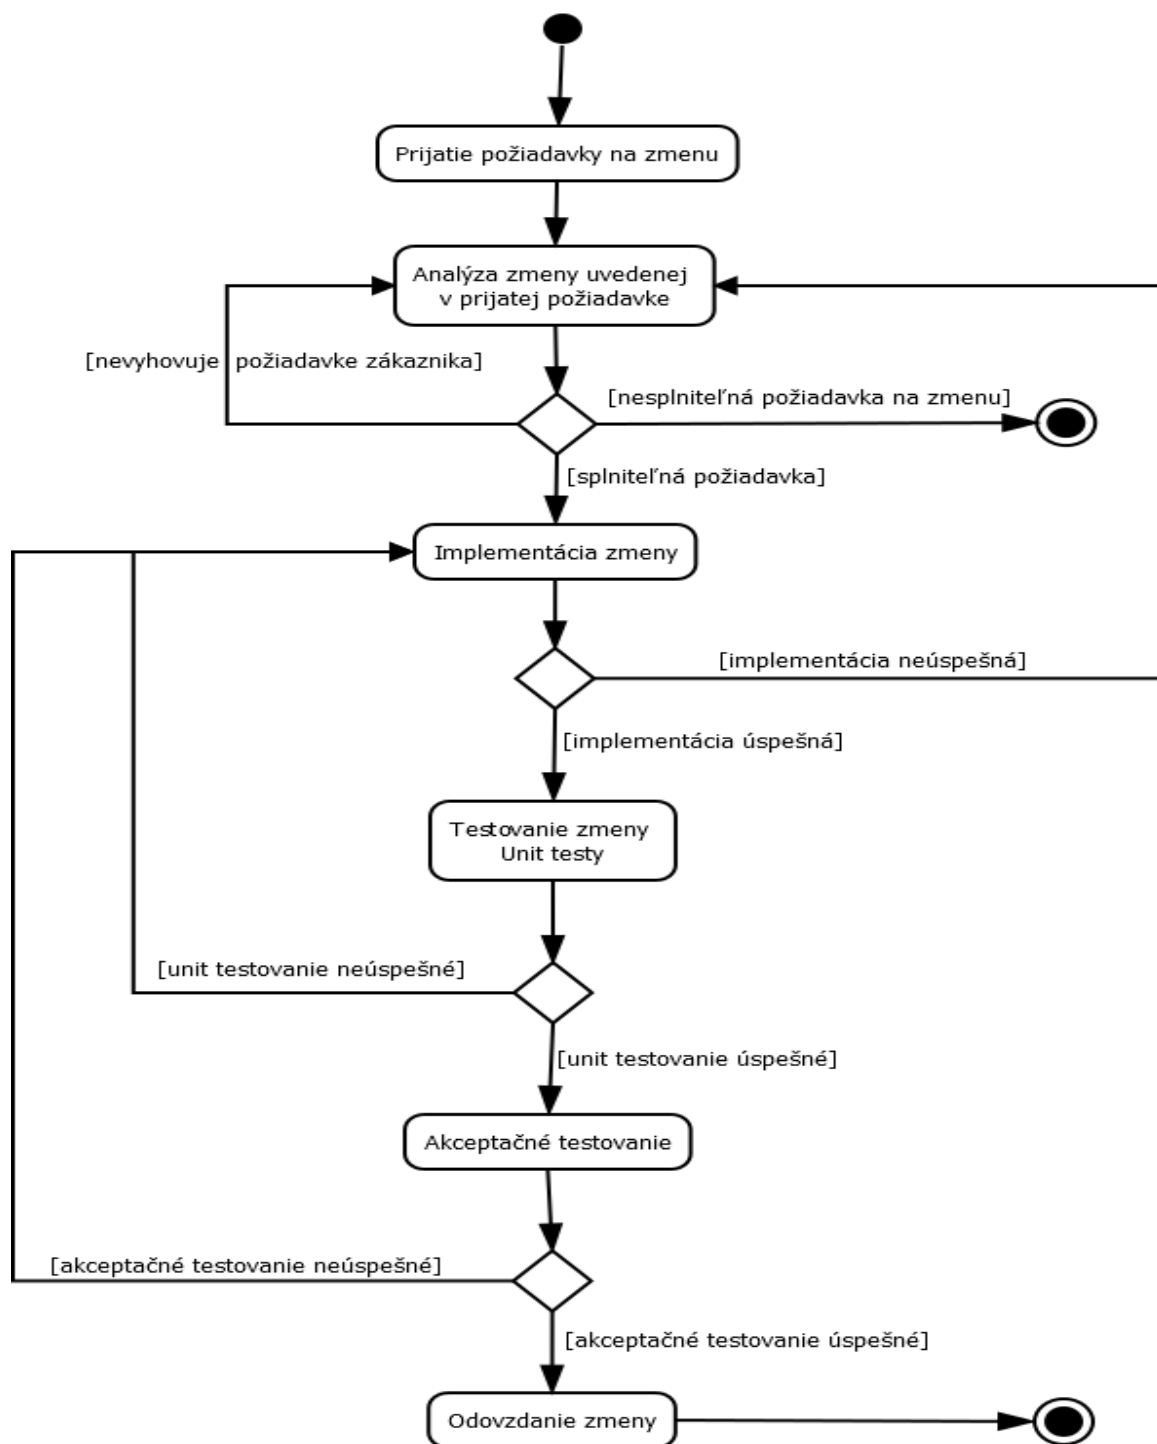 Prijatie požiadavky na zmenu
Analýza zmeny uvedenej
v prijatej požiadavke
[nevyhovuje požiadavke zákaznika]
[nesplniteľná požiadavka na zmenu]
[splniteľná požiadavka]
Implementácia zmeny
[implementácia neúspešná]
[implementácia úspešná]
Testovanie zmeny
Unit testy
[unit testovanie neúspešné]
[unit testovanie úspešné]
Akceptačné testovanie
[akceptačné testovanie neúspešné]
[akceptačné testovanie úspešné]
Odovzdanie zmeny